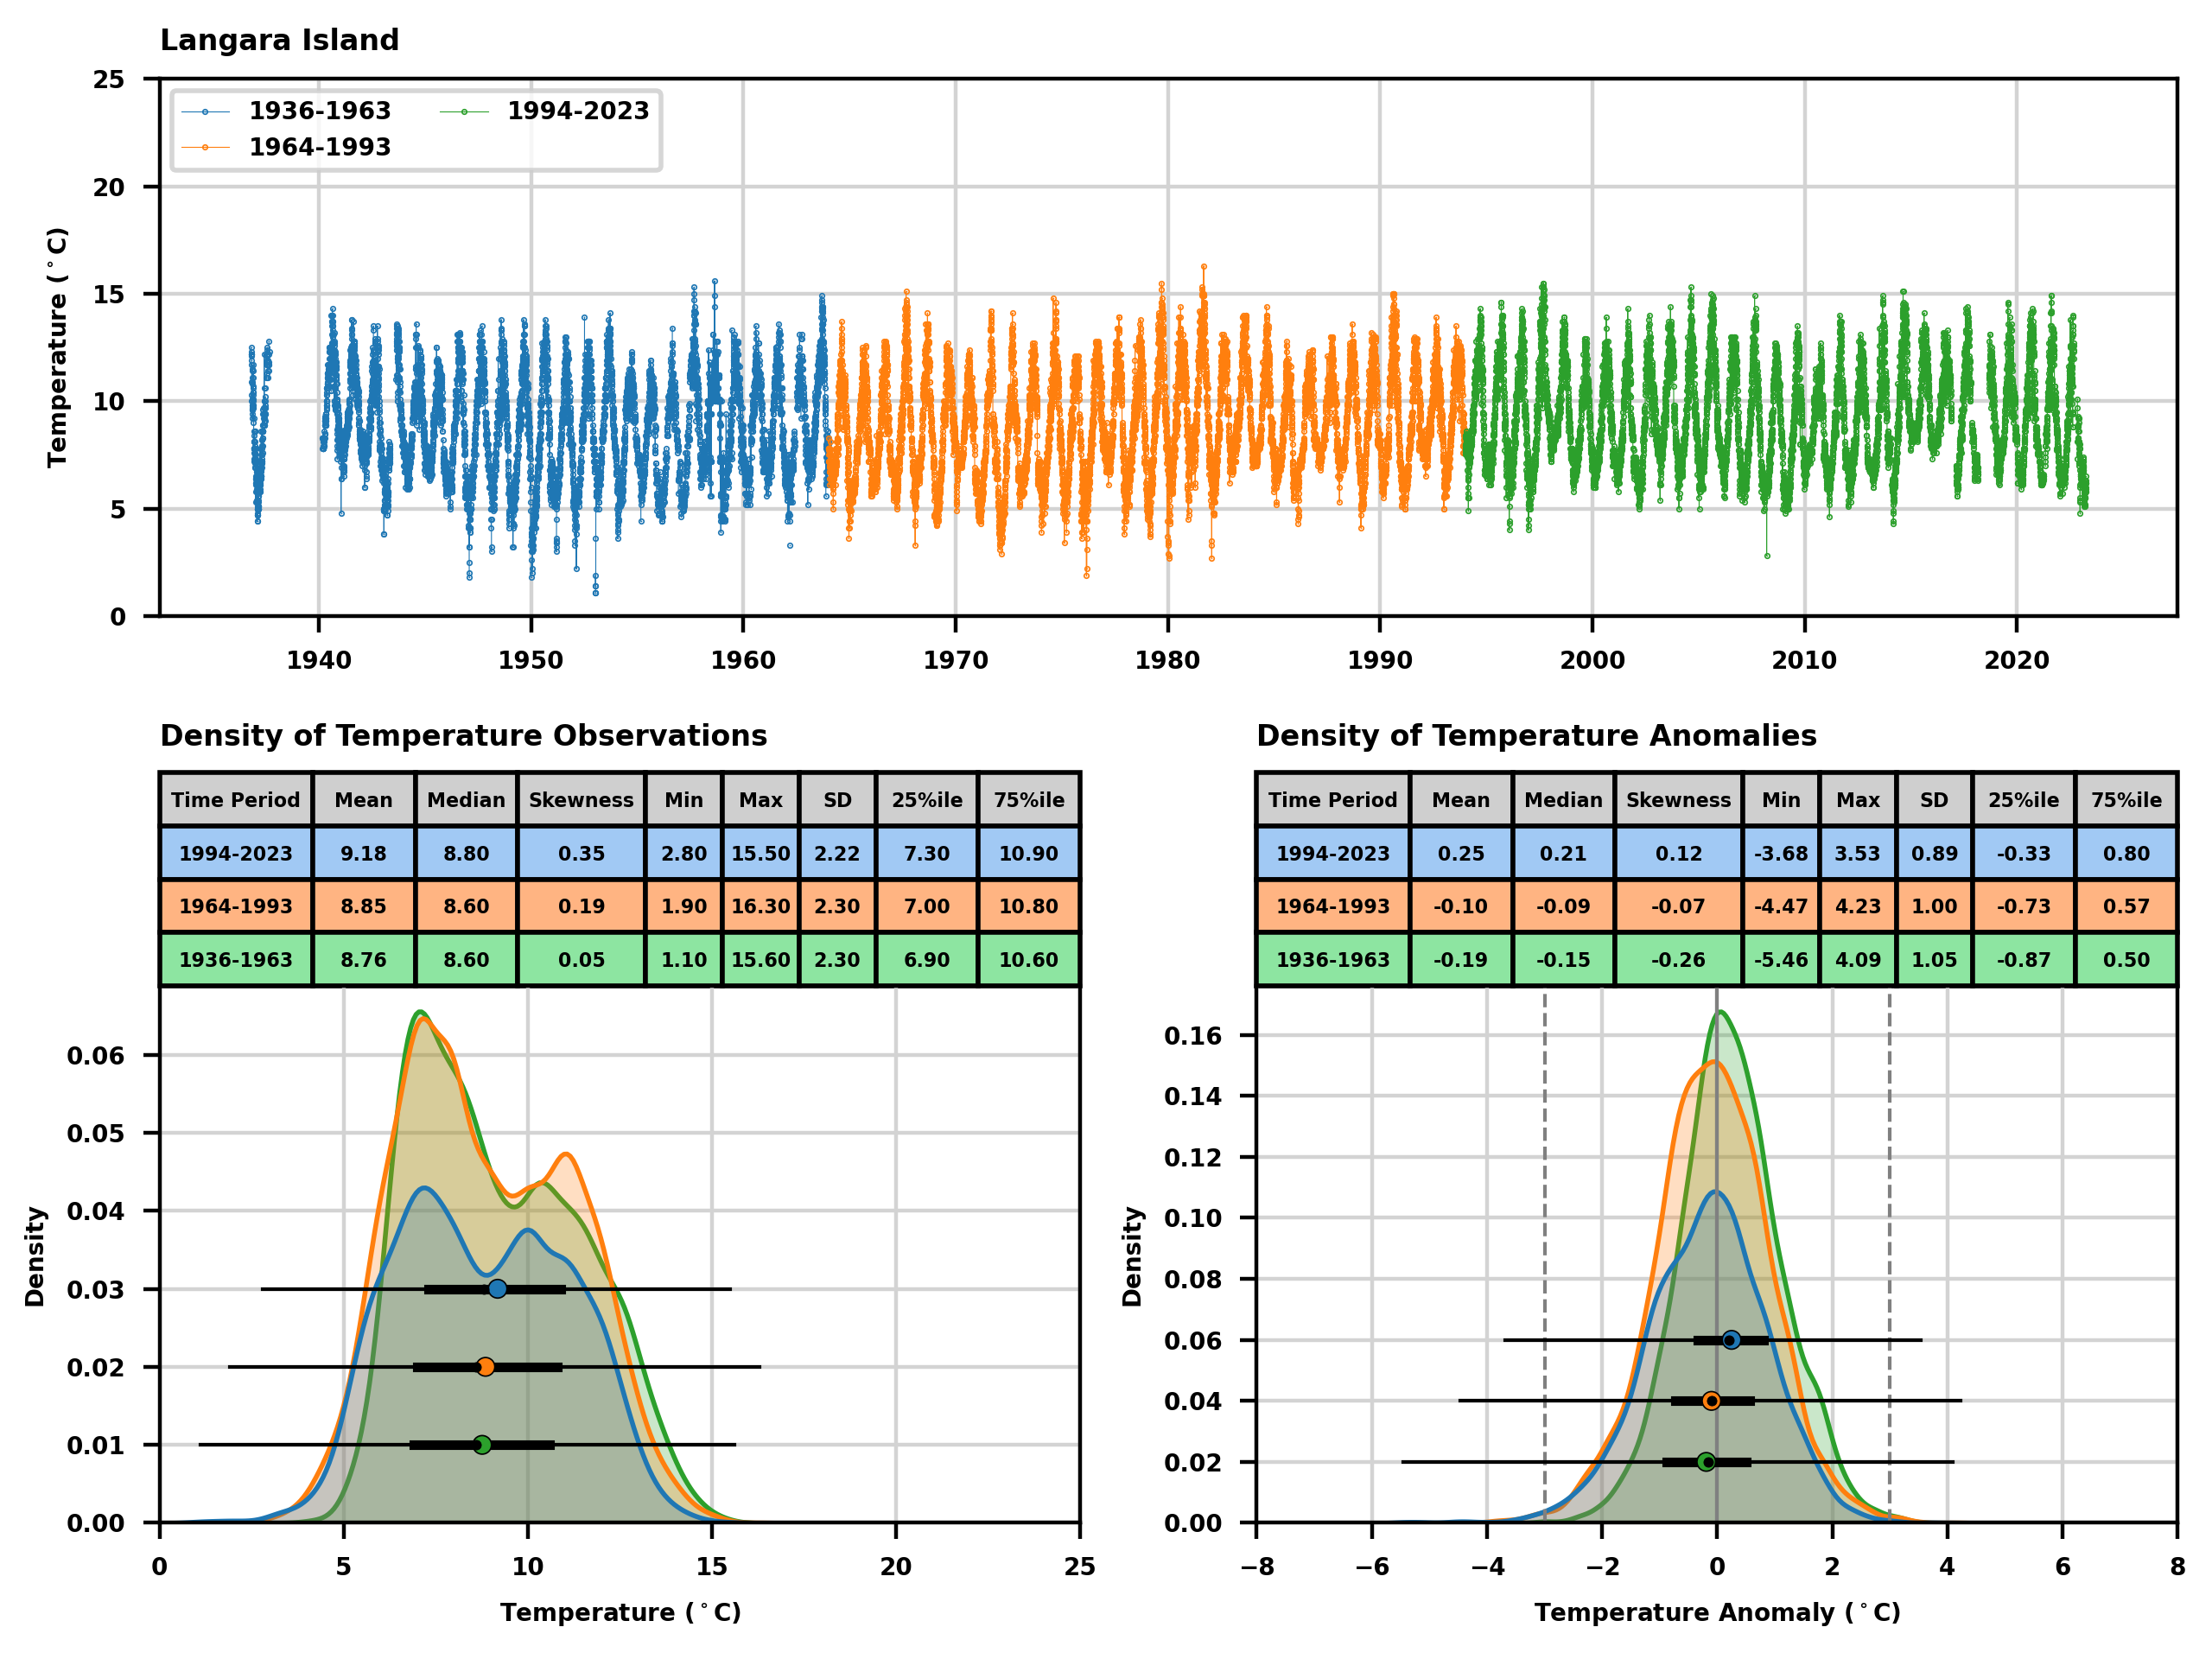 Langara Island
25
20
15
10
5
0
Temperature (°C)
1936-1963
1964-1993
1994-2023
1940 1950 1960 1970 1980 1990 2000 2010 2020
Density of Temperature Observations
Time Period Mean Median Skewness Min Max SD 25%ile 75%ile
1994-2023 9.18 8.80 0.35 2.80 15.50 2.22 7.30 10.90
1964-1993 8.85 8.60 0.19 1.90 16.30 2.30 7.00 10.80
1936-1963 8.76 8.60 0.05 1.10 15.60 2.30 6.90 10.60
0.06
0.05
0.04
0.03
0.02
0.01
0.00
Density
0 5 10 15 20 25
Temperature (°C)
Density of Temperature Anomalies
Time Period Mean Median Skewness Min Max SD 25%ile 75%ile
1994-2023 0.25 0.21 0.12 -3.68 3.53 0.89 -0.33 0.80
1964-1993 -0.10 -0.09 -0.07 -4.47 4.23 1.00 -0.73 0.57
1936-1963 -0.19 -0.15 -0.26 -5.46 4.09 1.05 -0.87 0.50
0.16
0.14
0.12
0.10
0.08
0.06
0.04
0.02
0.00
Density
−8 −6 −4 −2 0 2 4 6 8
Temperature Anomaly (°C)